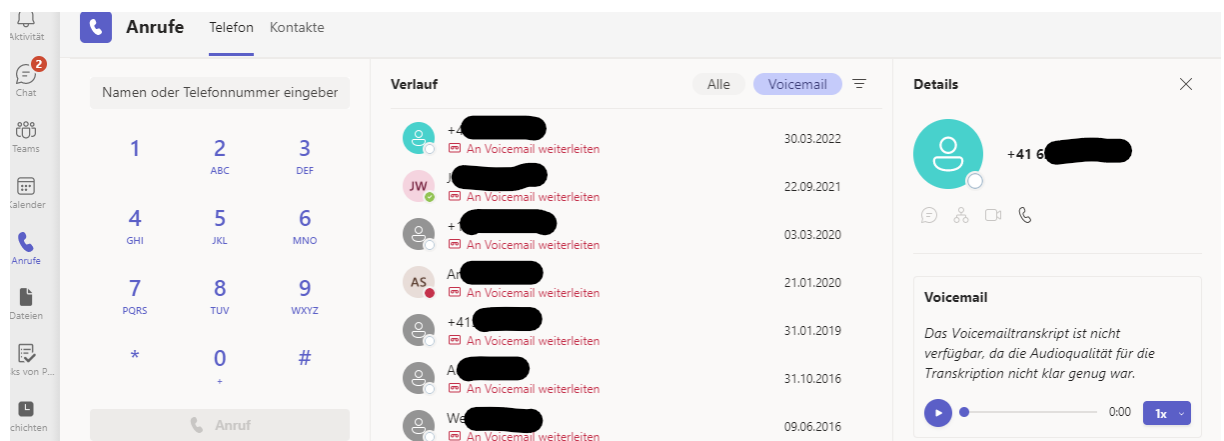 Aktivität
2
Chat
Teams
Kalender
Anrufe
Dateien
ks von P...
chichten
Anrufe Telefon Kontakte
Namen oder Telefonnummer eingeber
1
2
ABC
3
DEF
4
GHI
5
JKL
6
MNO
7
PQRS
8
TUV
9
WXYZ
*
0
+
#
Anruf
Verlauf Alle Voicemail
+4
An Voicemail weiterleiten
30.03.2022
JW
An Voicemail weiterleiten
22.09.2021
+1
An Voicemail weiterleiten
03.03.2020
AS
An
An Voicemail weiterleiten
21.01.2020
+41
An Voicemail weiterleiten
31.01.2019
A
An Voicemail weiterleiten
31.10.2016
We
An Voicemail weiterleiten
09.06.2016
Details
+41 6
Voicemail
Das Voicemailtranskript ist nicht
verfügbar, da die Audioqualität für die
Transkription nicht klar genug war.
0:00 1x